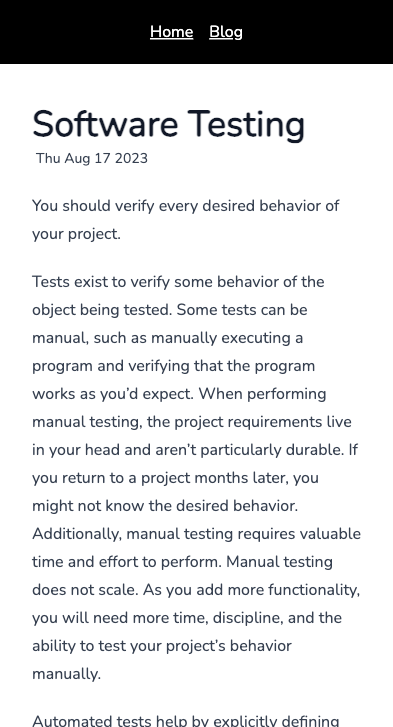 Home Blog
Software Testing
Thu Aug 17 2023
You should verify every desired behavior of
your project.
Tests exist to verify some behavior of the
object being tested. Some tests can be
manual, such as manually executing a
program and verifying that the program
works as you’d expect. When performing
manual testing, the project requirements live
in your head and aren’t particularly durable. If
you return to a project months later, you
might not know the desired behavior.
Additionally, manual testing requires valuable
time and effort to perform. Manual testing
does not scale. As you add more functionality,
you will need more time, discipline, and the
ability to test your project’s behavior
manually.
Automated tests help by explicitly defining